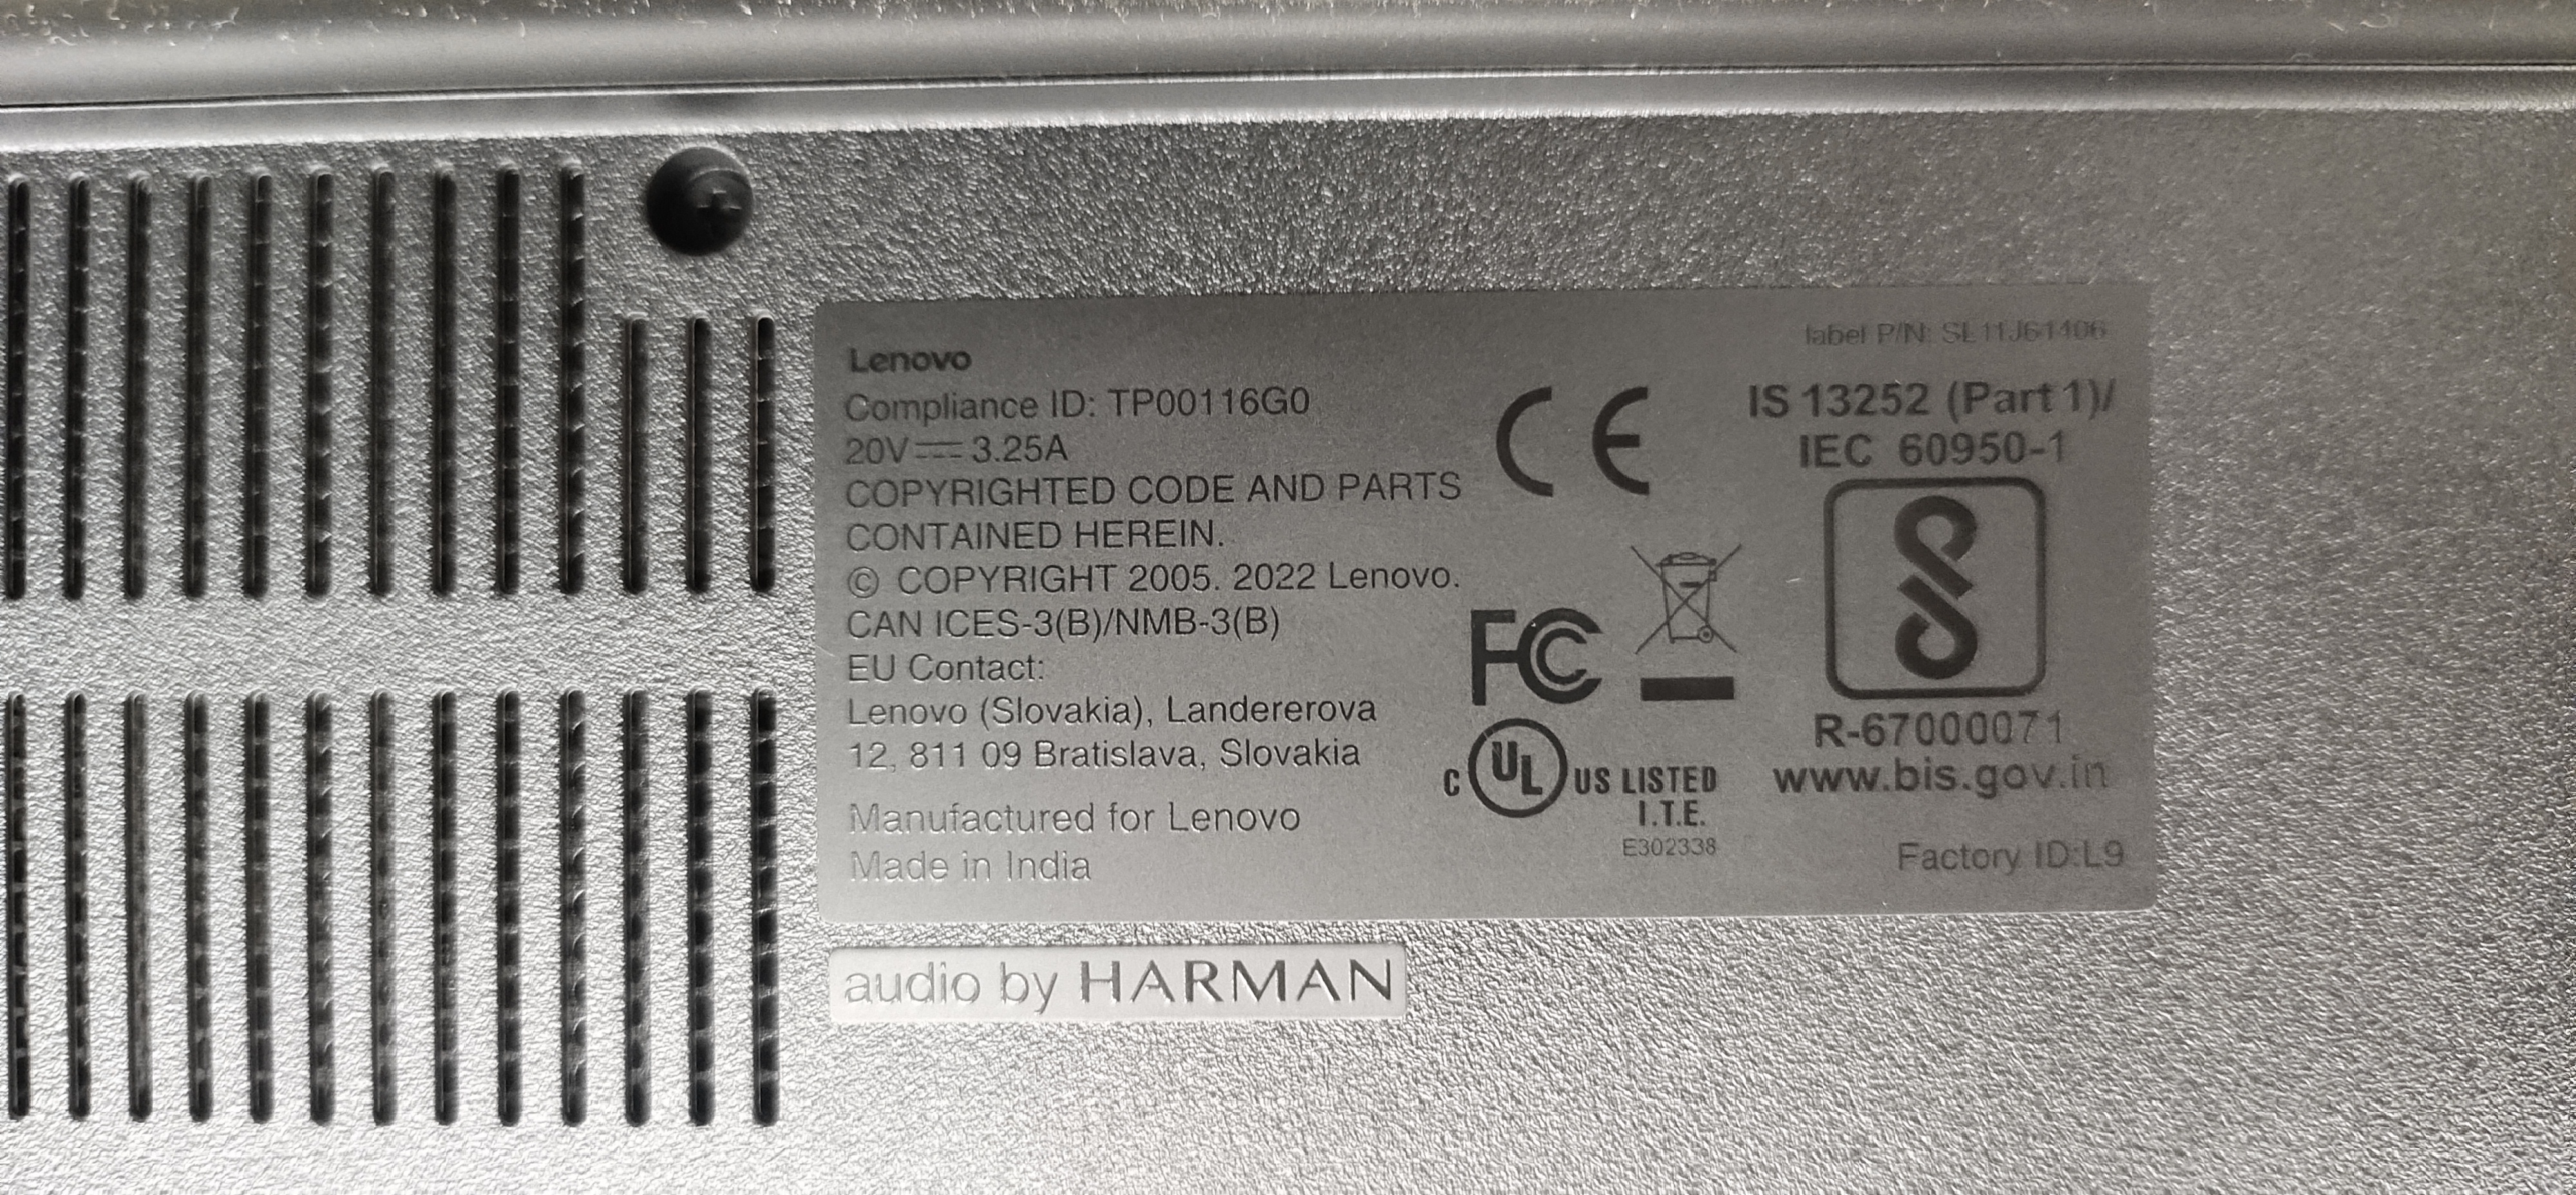 Lenovo
Compliance ID: TP00116G0
20V⎓3.25A
COPYRIGHTED CODE AND PARTS
CONTAINED HEREIN.
© COPYRIGHT 2005. 2022 Lenovo.
CAN ICES-3(B)/NMB-3(B)
EU Contact:
Lenovo (Slovakia), Landererova
12, 811 09 Bratislava, Slovakia
Manufactured for Lenovo
Made in India
CE
FC
C UL US LISTED
I.T.E.
E302338
label P/N: SL11J61406
IS 13252 (Part 1)/
IEC 60950-1
R-67000071
www.bis.gov.in
Factory ID:L9
audio by HARMAN